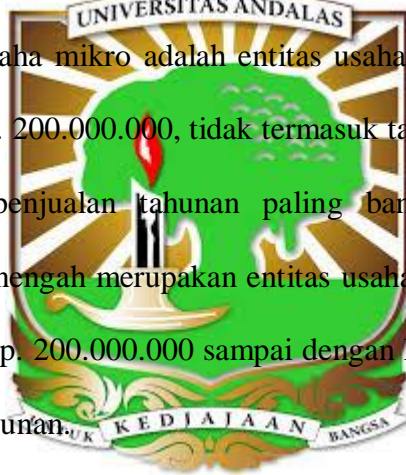 UNIVERSITAS ANDALAS
aha mikro adalah entitas usaha
. 200.000.000, tidak termasuk ta
penjualan tahunan paling ban
nengah merupakan entitas usaha
p. 200.000.000 sampai dengan
unan.
UNTUK KEDJAJAAN BANGSA